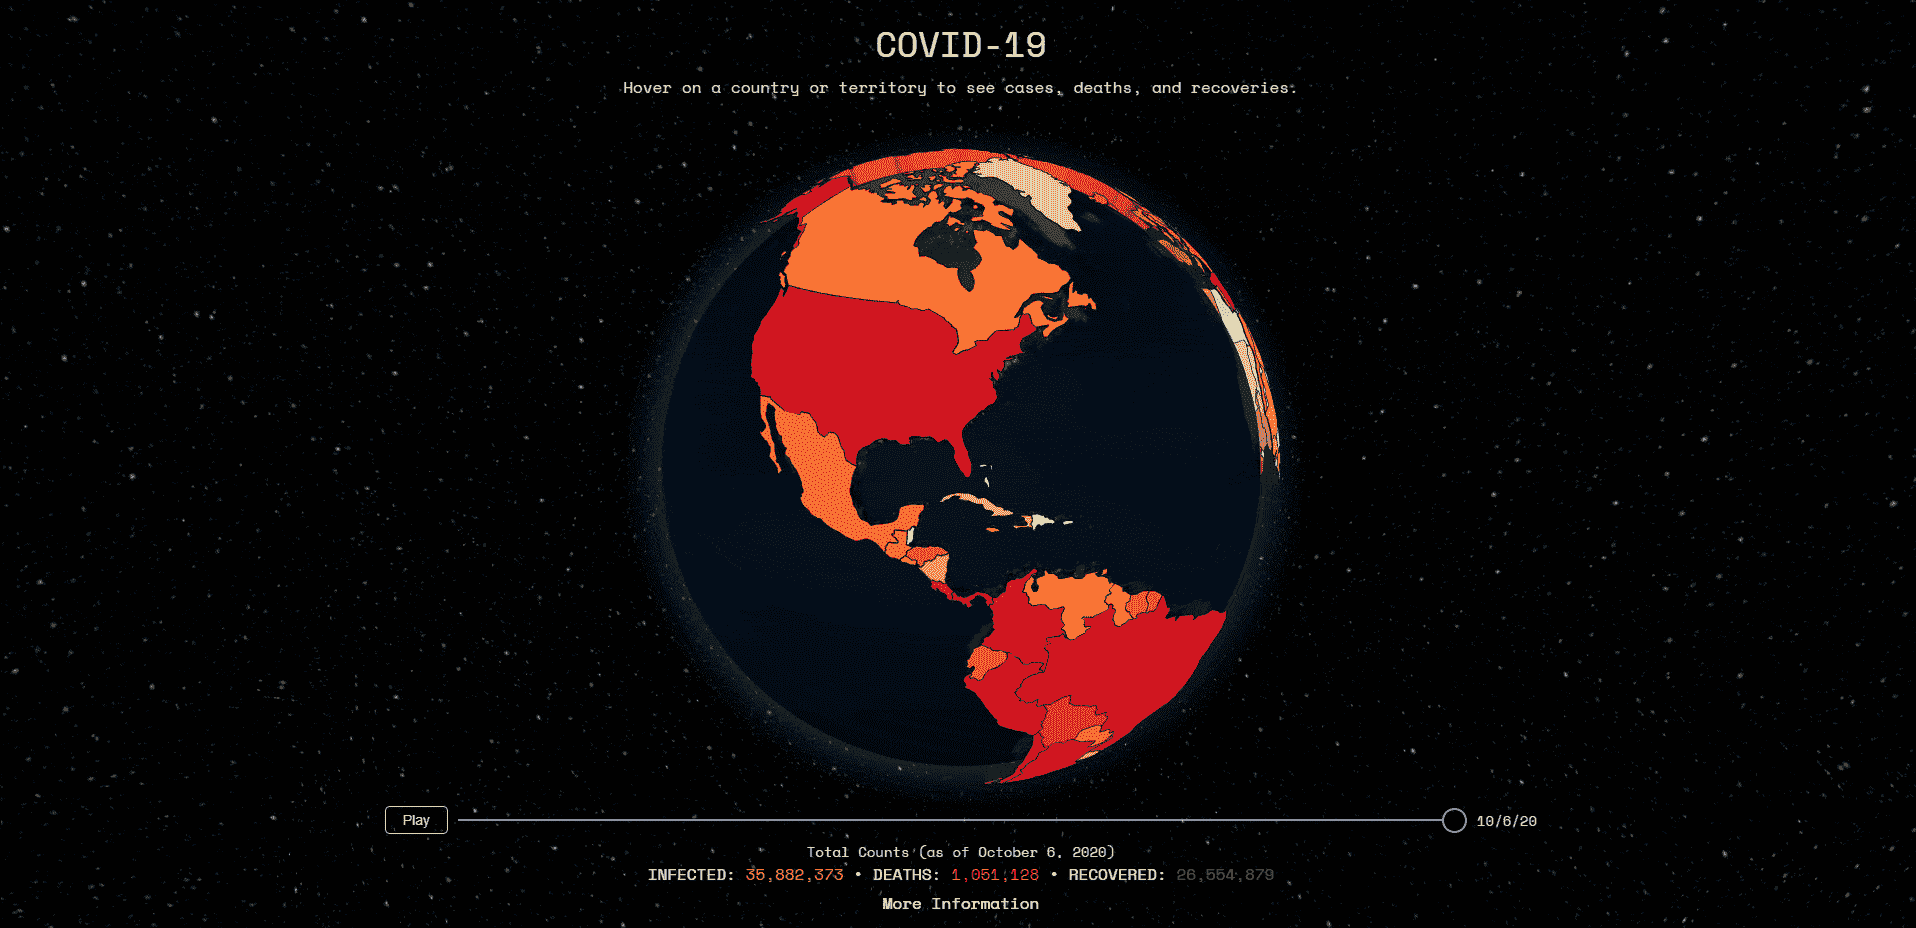 COVID-19
Hover on a country or territory to see cases, deaths, and recoveries.
Play
10/6/20
Total Counts (as of October 6, 2020)
INFECTED: 35,882,373 • DEATHS: 1,051,128 • RECOVERED: 26,554,879
More Information